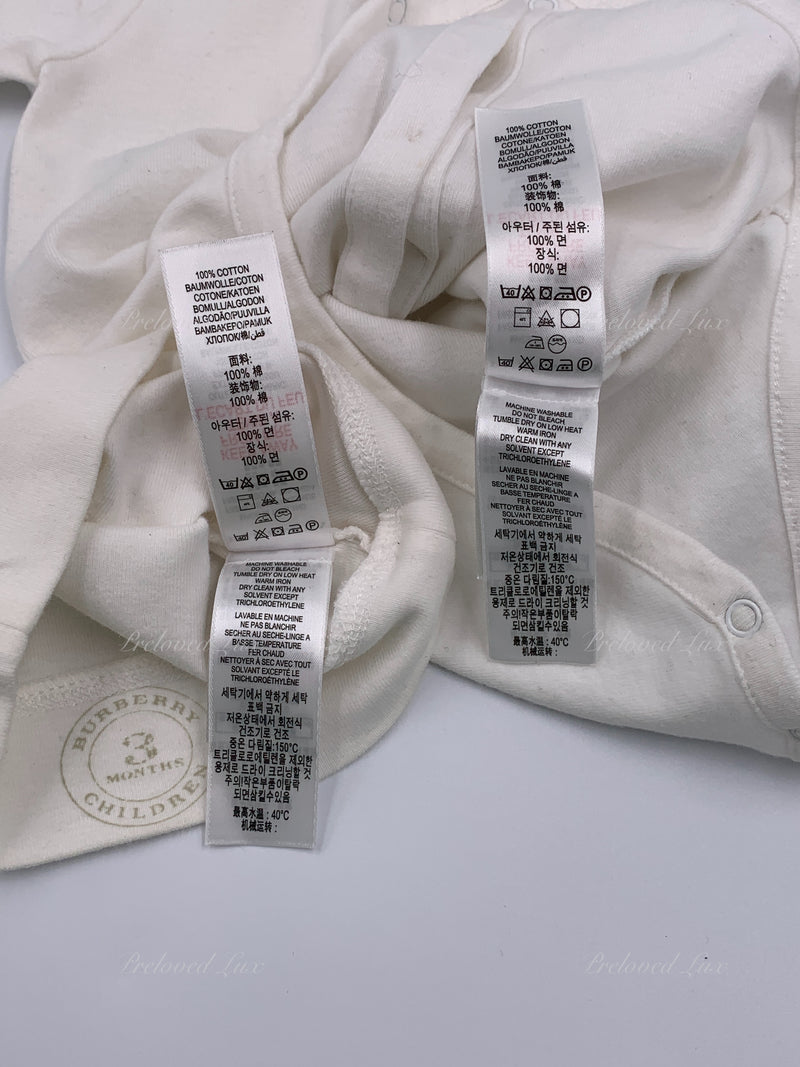 100% COTTON
BAUMWOLLE/COTON
COTONE/KATOEN
BOMULL/ALGODON
ALGODÃO/PUUVILLA
BAMBAKEPO/PAMUK
ХЛОПОК/棉/قطن
面料:
100% 棉
装饰物:
100% 棉
아우터 / 주된 섬유:
100% 면
장식:
100% 면
40 P
P
MACHINE WASHABLE
DO NOT BLEACH
TUMBLE DRY ON LOW HEAT
WARM IRON
DRY CLEAN WITH ANY
SOLVENT EXCEPT
TRICHLOROETHYLENE
LAVABLE EN MACHINE
NE PAS BLANCHIR
SECHER AU SECHE-LINGE A
BASSE TEMPERATURE
FER CHAUD
NETTOYER À SEC AVEC TOUT
SOLVANT EXCEPTÉ LE
TRICHLOROÉTHYLÈNE
세탁기에서 약하게 세탁
표백 금지
저온상태에서 회전식
건조기로 건조
중온 다림질:150°C
트리클로로에틸렌을 제외한
용제로 드라이 크리닝할 것
주의!작은부품이탈락
되면삼킬수있음
最高水温 : 40°C
机械运转 :
100% COTTON
BAUMWOLLE/COTON
COTONE/KATOEN
BOMULL/ALGODON
ALGODÃO/PUUVILLA
BAMBAKEPO/PAMUK
ХЛОПОК/棉/قطن
面料:
100% 棉
装饰物:
100% 棉
아우터 / 주된 섬유:
100% 면
장식:
100% 면
40 P
P
MACHINE WASHABLE
DO NOT BLEACH
TUMBLE DRY ON LOW HEAT
WARM IRON
DRY CLEAN WITH ANY
SOLVENT EXCEPT
TRICHLOROETHYLENE
LAVABLE EN MACHINE
NE PAS BLANCHIR
SECHER AU SECHE-LINGE A
BASSE TEMPERATURE
FER CHAUD
NETTOYER À SEC AVEC TOUT
SOLVANT EXCEPTÉ LE
TRICHLOROÉTHYLÈNE
세탁기에서 약하게 세탁
표백 금지
저온상태에서 회전식
건조기로 건조
중온 다림질:150°C
트리클로로에틸렌을 제외한
용제로 드라이 크리닝할 것
주의!작은부품이탈락
되면삼킬수있음
最高水温 : 40°C
机械运转 :
BURBERRY
3
MONTHS
CHILDREN
Preloved Lux
Preloved Lux
Preloved Lux
Preloved Lux
Preloved Lux
Preloved Lux